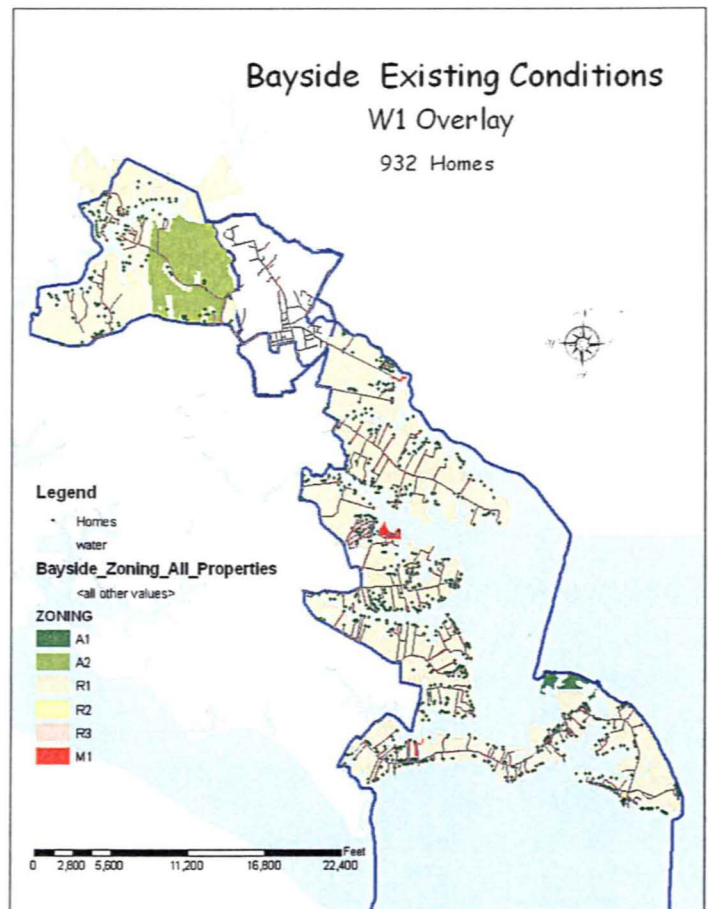 Bayside Existing Conditions
W1 Overlay
932 Homes
Legend
Homes
water
Bayside_Zoning_All_Properties
<all other values>
ZONING
A1
A2
R1
R2
R3
M1
Feet
0 2,800 5,600 11,200 16,800 22,400